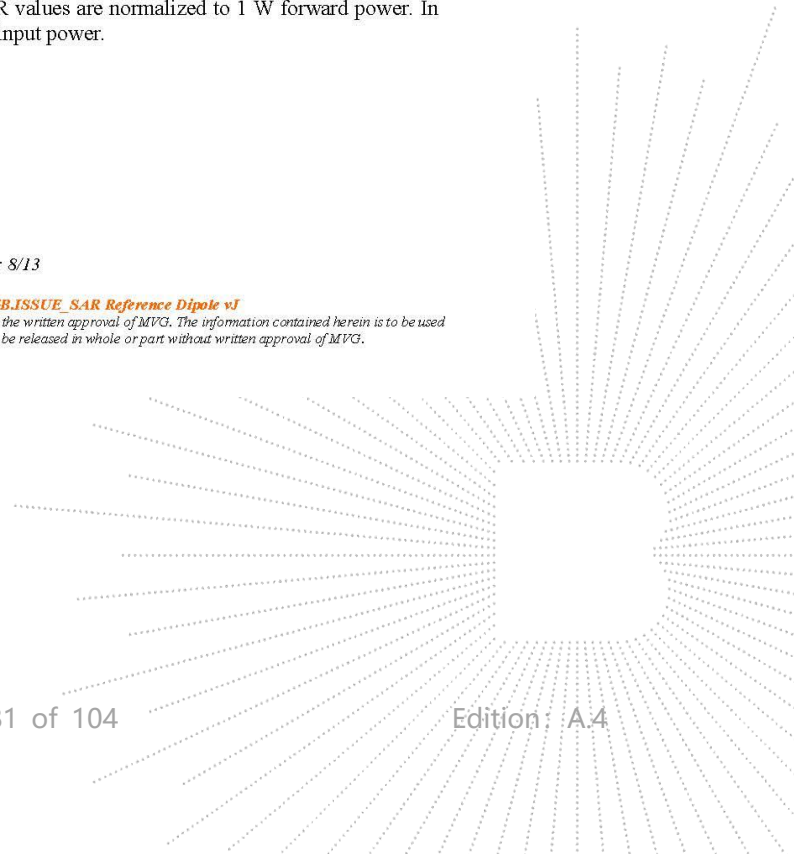 R values are normalized to 1 W forward power. In
input power.
: 8/13
B.ISSUE_SAR Reference Dipole vJ
the written approval of MVG. The information contained herein is to be used
be released in whole or part without written approval of MVG.
1 of 104 Edition: A.4